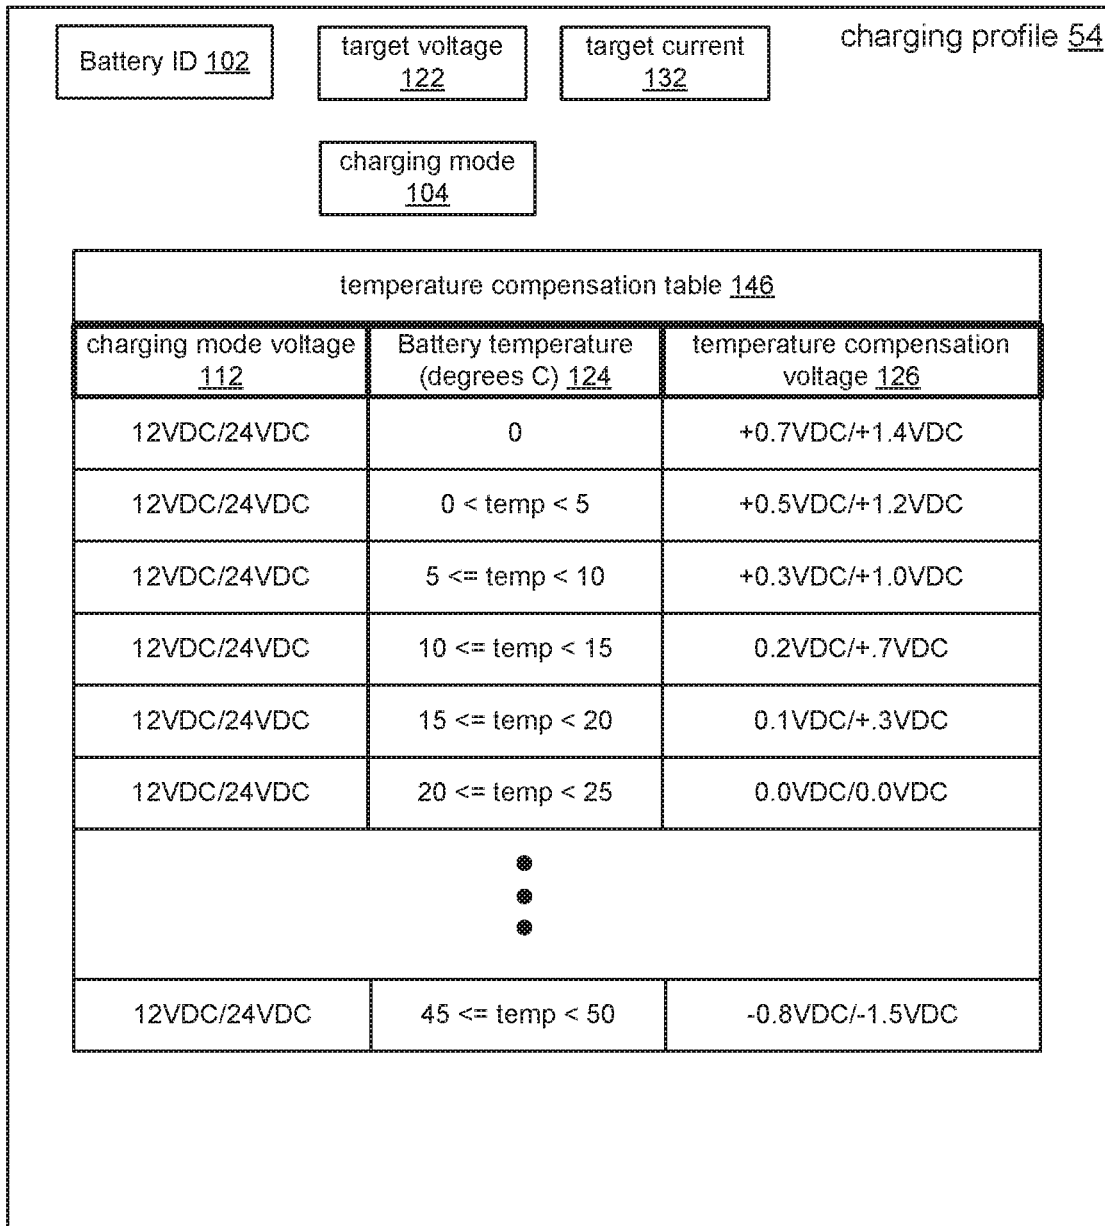 charging profile 54
Battery ID 102
target voltage
122
target current
132
charging mode
104
temperature compensation table 146
charging mode voltage
112
Battery temperature
(degrees C) 124
temperature compensation
voltage 126
12VDC/24VDC
0
+0.7VDC/+1.4VDC
12VDC/24VDC
0 < temp < 5
+0.5VDC/+1.2VDC
12VDC/24VDC
5 <= temp < 10
+0.3VDC/+1.0VDC
12VDC/24VDC
10 <= temp < 15
0.2VDC/+.7VDC
12VDC/24VDC
15 <= temp < 20
0.1VDC/+.3VDC
12VDC/24VDC
20 <= temp < 25
0.0VDC/0.0VDC
12VDC/24VDC
45 <= temp < 50
-0.8VDC/-1.5VDC